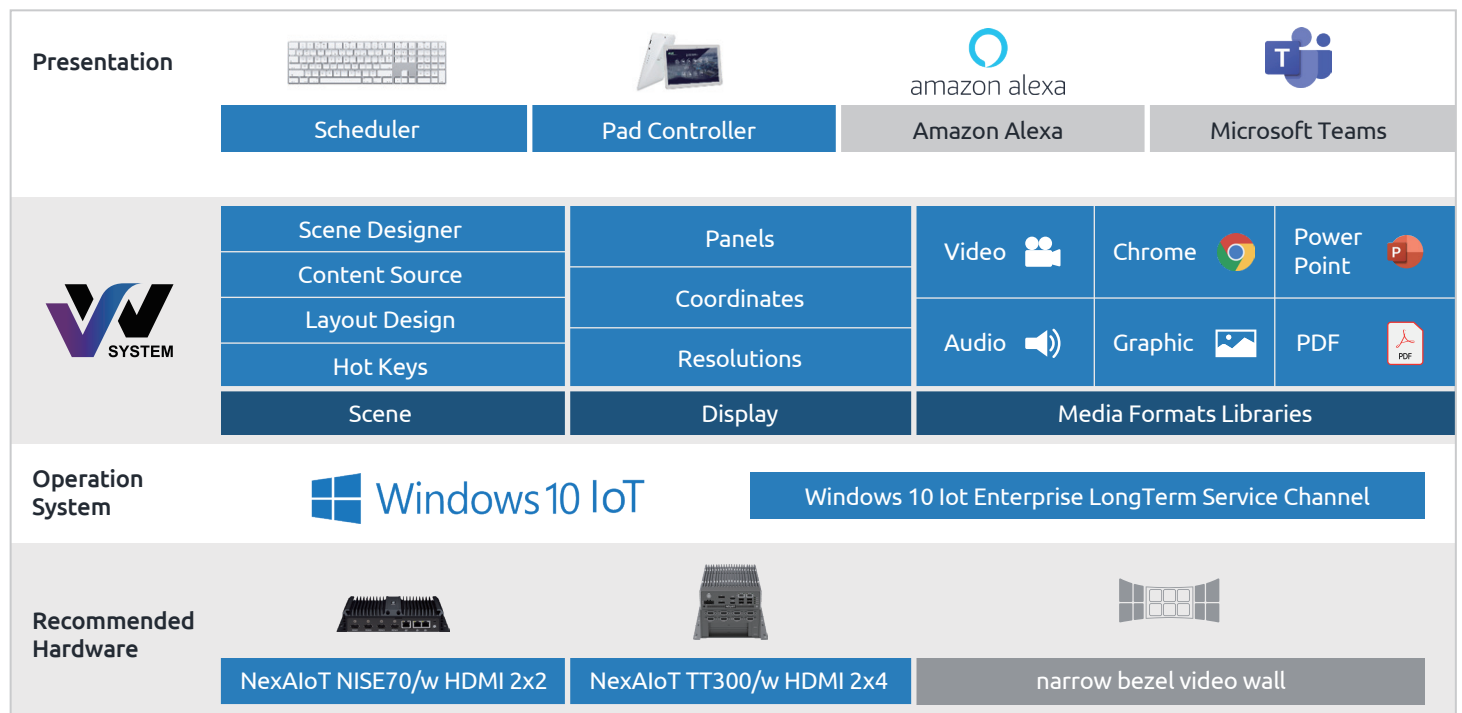 Presentation
amazon alexa
T
Scheduler
Pad Controller
Amazon Alexa
Microsoft Teams
VW
SYSTEM
Scene Designer
Content Source
Layout Design
Hot Keys
Scene
Panels
Coordinates
Resolutions
Display
Video
Chrome
Power
Point
P
Audio
Graphic
PDF
PDF
Media Formats Libraries
Operation
System
Windows 10 IoT
Windows 10 Iot Enterprise LongTerm Service Channel
Recommended
Hardware
NexAIoT NISE70/w HDMI 2x2
NexAIoT TT300/w HDMI 2x4
narrow bezel video wall